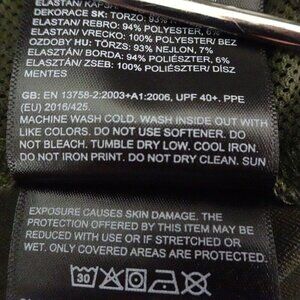 ELASTAN/
DEKORACE SK: TORZO: 93%
ELASTAN/ REBRO: 94% POLYESTER, 6%
ELASTAN/ VRECKO: 100% POLYESTER/ BEZ
OZDOBY HU: TÖRZS: 93% NEJLON, 7%
ELASZTÁN/ BORDA: 94% POLIÉSZTER, 6%
ELASZTÁN/ ZSEB: 100% POLIÉSZTER/ DÍSZ
MENTES
GB: EN 13758-2:2003+A1:2006, UPF 40+. PPE
(EU) 2016/425.
MACHINE WASH COLD. WASH INSIDE OUT WITH
LIKE COLORS. DO NOT USE SOFTENER. DO
NOT BLEACH. TUMBLE DRY LOW. COOL IRON.
DO NOT IRON PRINT. DO NOT DRY CLEAN. SUN
EXPOSURE CAUSES SKIN DAMAGE. THE
PROTECTION OFFERED BY THIS ITEM MAY BE
REDUCED WITH USE OR IF STRETCHED OR
WET. ONLY COVERED AREAS ARE PROTECTED.
30